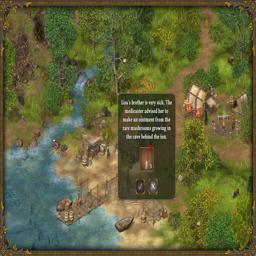 Lisa's brother is very sick. The
medicaster advised her to
make an ointment from the
rare mushrooms growing in
the cave behind the inn.